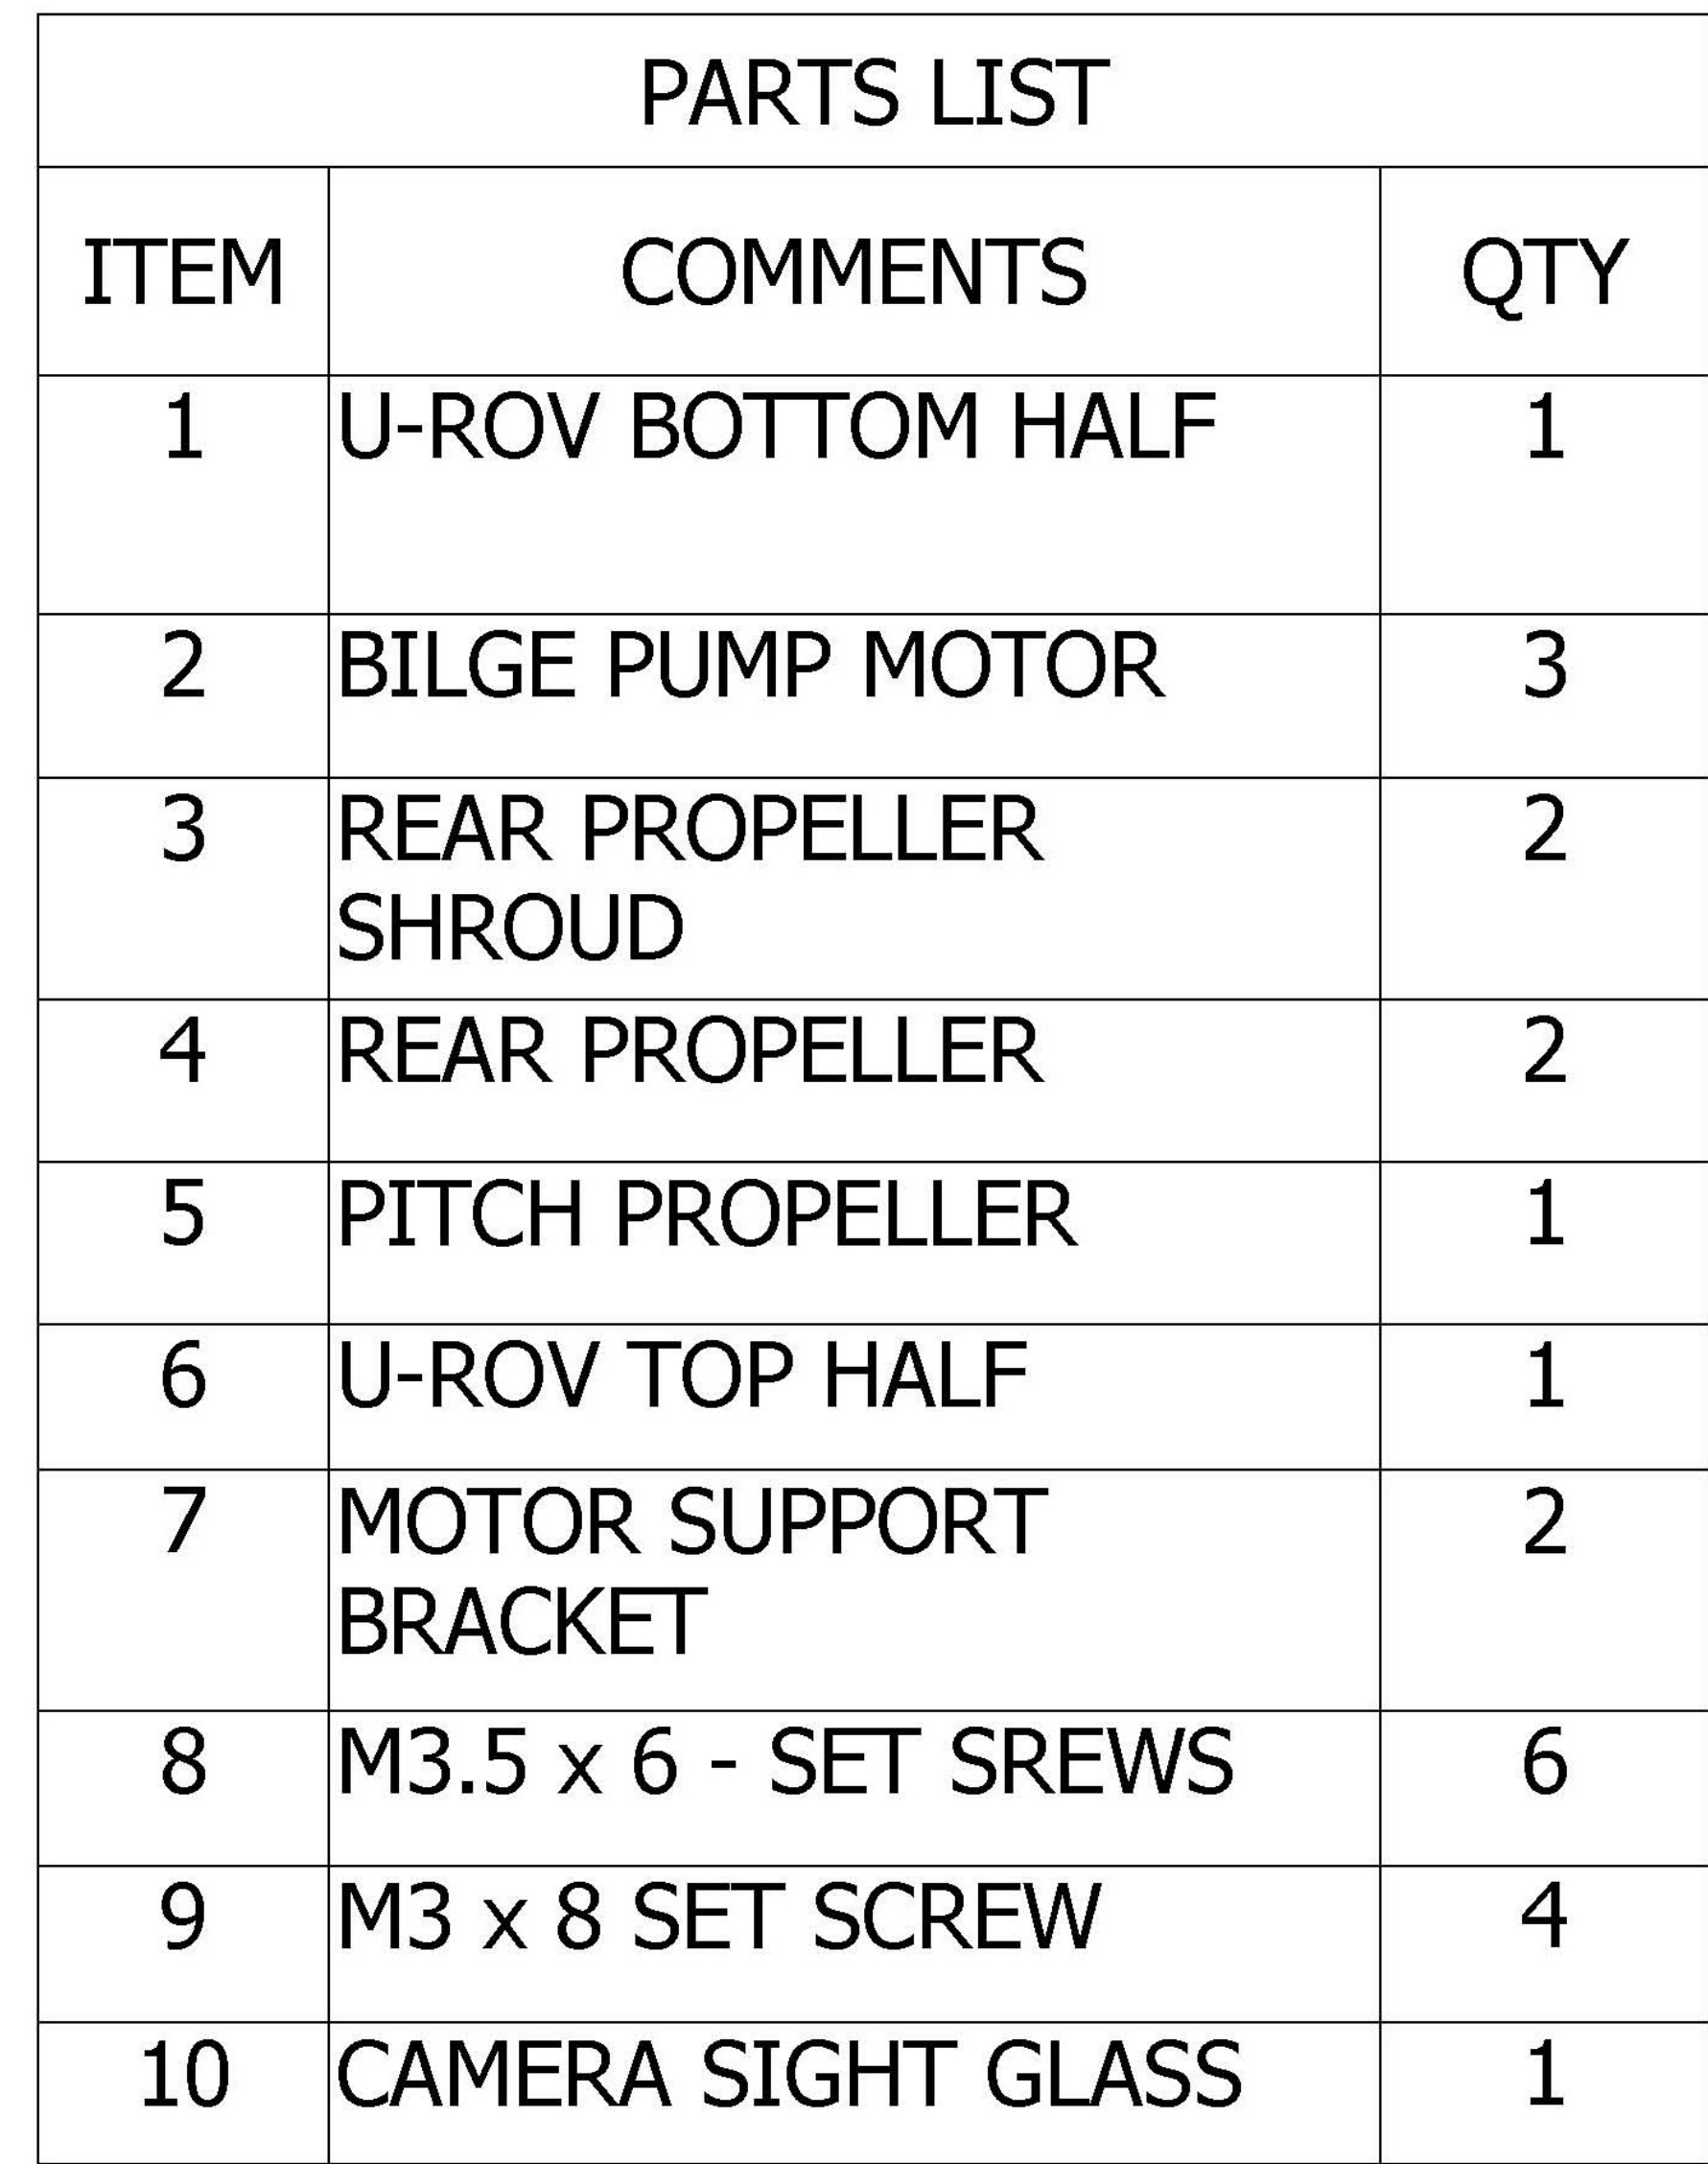 PARTS LIST
ITEM COMMENTS QTY
1 U-ROV BOTTOM HALF 1
2 BILGE PUMP MOTOR 3
3 REAR PROPELLER 2
SHROUD
4 REAR PROPELLER 2
5 PITCH PROPELLER 1
6 U-ROV TOP HALF 1
7 MOTOR SUPPORT 2
BRACKET
8 M3.5 x 6 - SET SREWS 6
9 M3 x 8 SET SCREW 4
10 CAMERA SIGHT GLASS 1